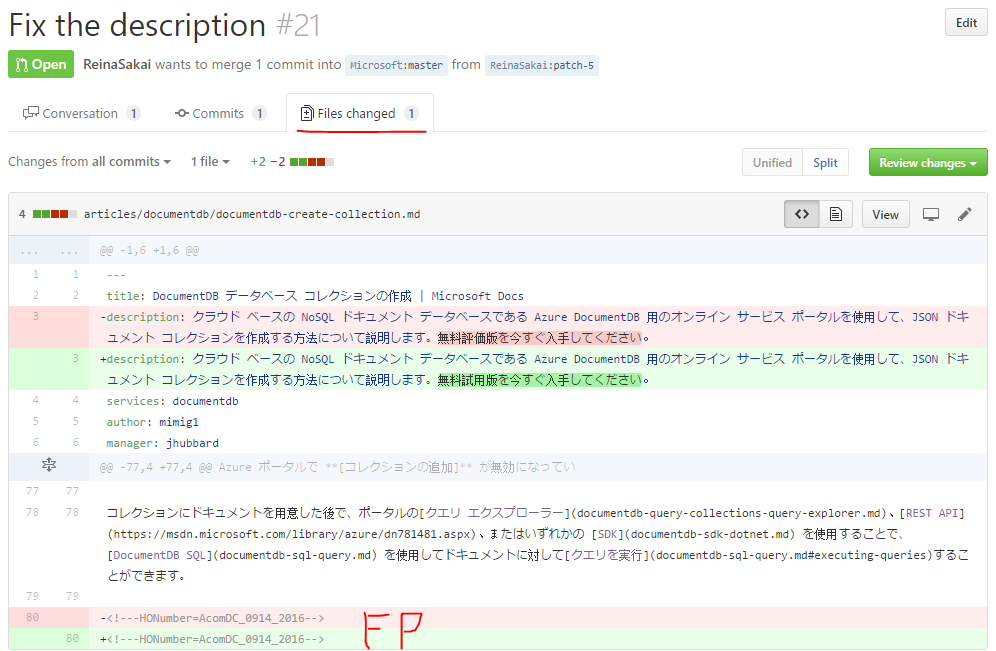 Fix the description #21
Edit
Open ReinaSakai wants to merge 1 commit into Microsoft:master from ReinaSakai:patch-5
Conversation 1 Commits 1 Files changed 1
Changes from all commits 1 file +2 −2 Unified Split Review changes
4 articles/documentdb/documentdb-create-collection.md View
... ... @@ -1,6 +1,6 @@
1 1 ---
2 2 title: DocumentDB データベース コレクションの作成 | Microsoft Docs
3 -description: クラウド ベースの NoSQL ドキュメント データベースである Azure DocumentDB 用のオンライン サービス ポータルを使用して、JSON ドキ
ュメント コレクションを作成する方法について説明します。無料評価版を今すぐ入手してください。
3 +description: クラウド ベースの NoSQL ドキュメント データベースである Azure DocumentDB 用のオンライン サービス ポータルを使用して、JSON ドキ
ュメント コレクションを作成する方法について説明します。無料試用版を今すぐ入手してください。
4 4 services: documentdb
5 5 author: mimig1
6 6 manager: jhubbard
@@ -77,4 +77,4 @@ Azure ポータルで **[コレクションの追加]** が無効になってい
77 77
78 78 コレクションにドキュメントを用意した後で、ポータルの[クエリ エクスプローラー](documentdb-query-collections-query-explorer.md)、[REST API]
(https://msdn.microsoft.com/library/azure/dn781481.aspx)、またはいずれかの [SDK](documentdb-sdk-dotnet.md) を使用することで、
[DocumentDB SQL](documentdb-sql-query.md) を使用してドキュメントに対して[クエリを実行](documentdb-sql-query.md#executing-queries)するこ
とができます。
79 79
80 -<!---HONumber=AcomDC_0914_2016-->
80 +<!---HONumber=AcomDC_0914_2016-->
FP